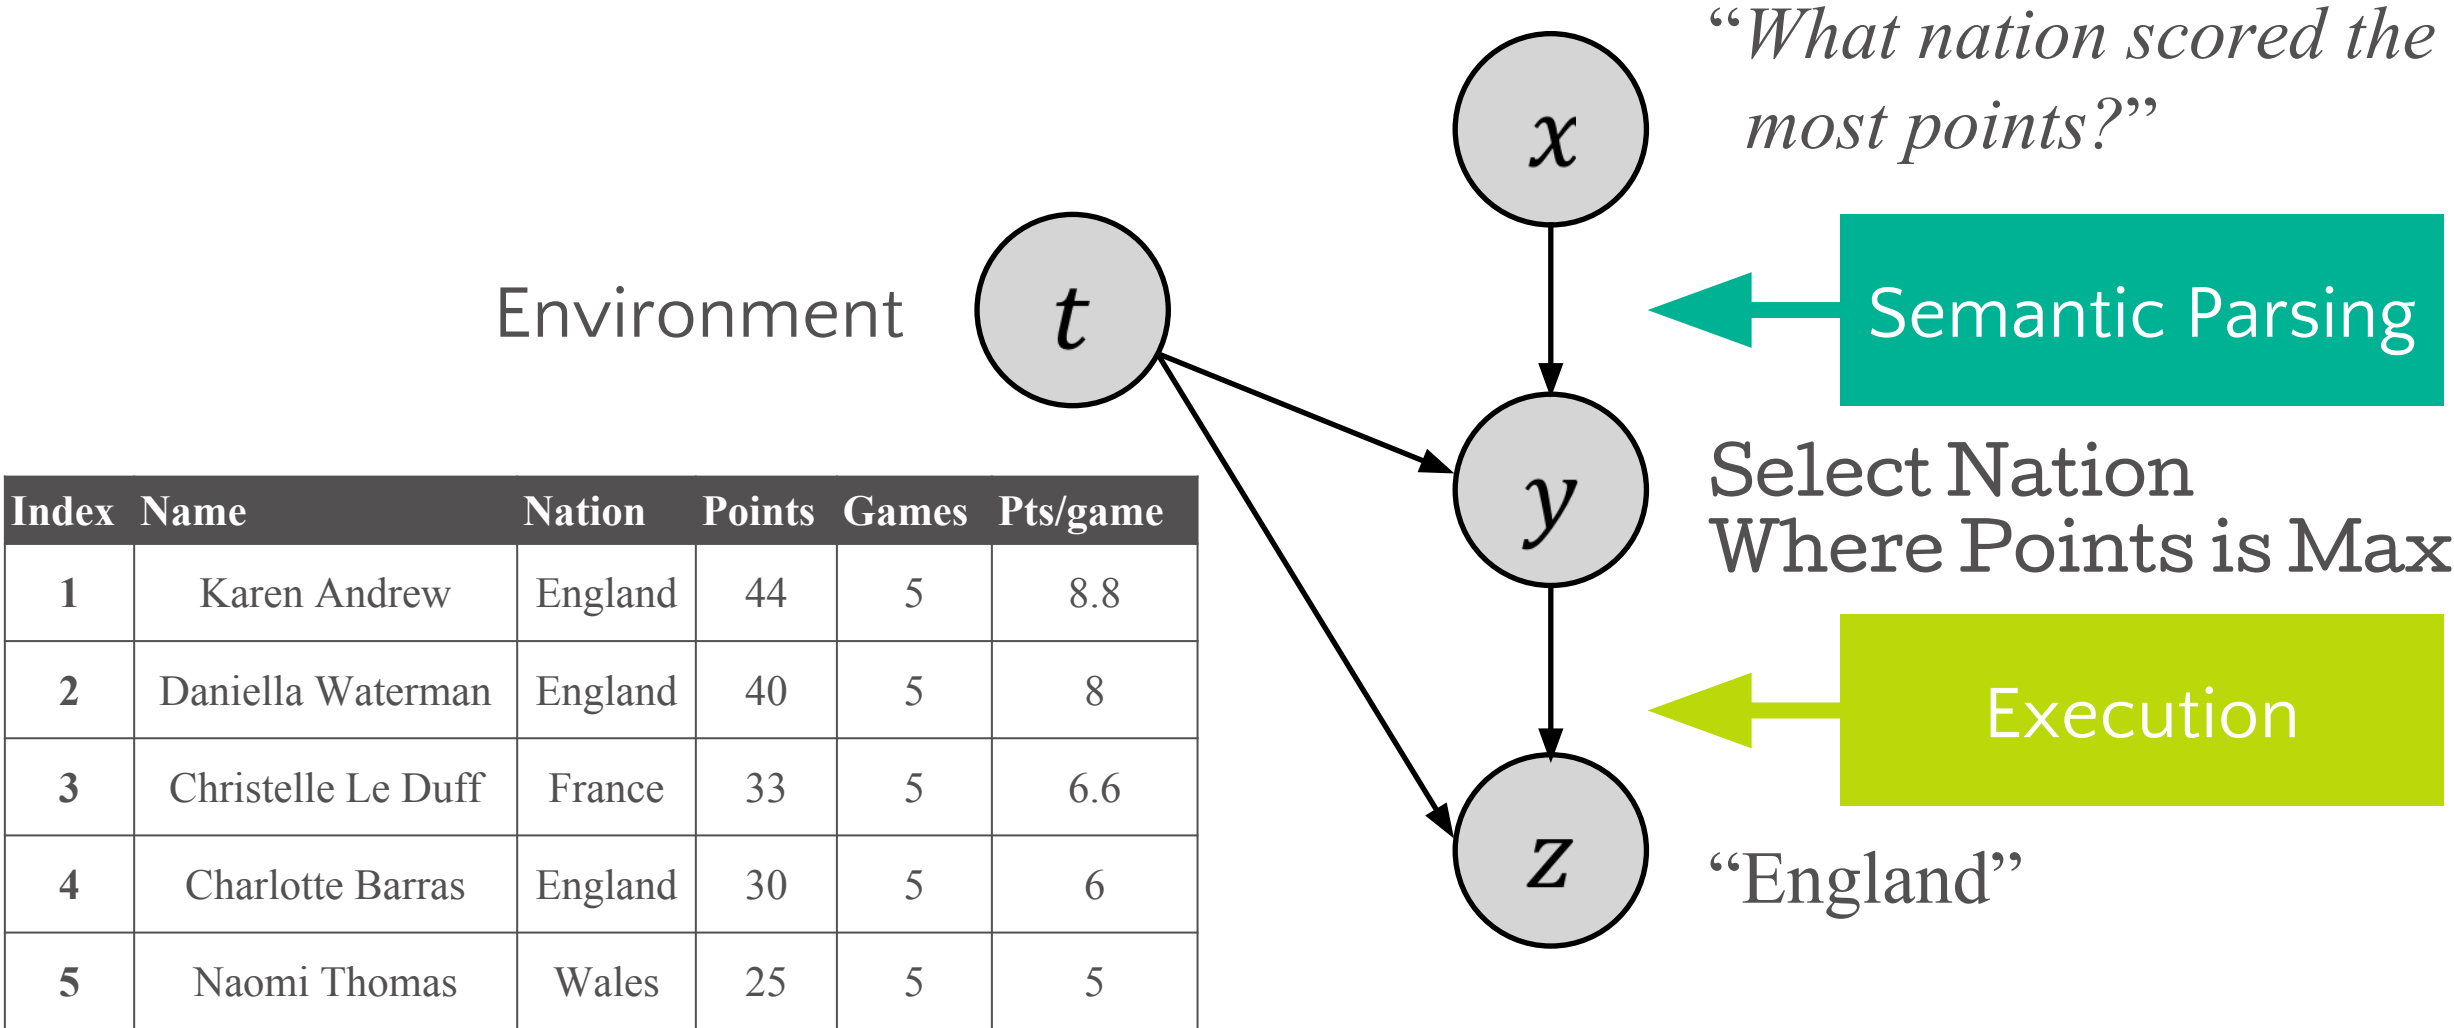 “What nation scored the
most points?”
x
Environment
t
Semantic Parsing
Select Nation
Where Points is Max
y
Index Name Nation Points Games Pts/game
1 Karen Andrew England 44 5 8.8
2 Daniella Waterman England 40 5 8
3 Christelle Le Duff France 33 5 6.6
4 Charlotte Barras England 30 5 6
5 Naomi Thomas Wales 25 5 5
Execution
z
“England”